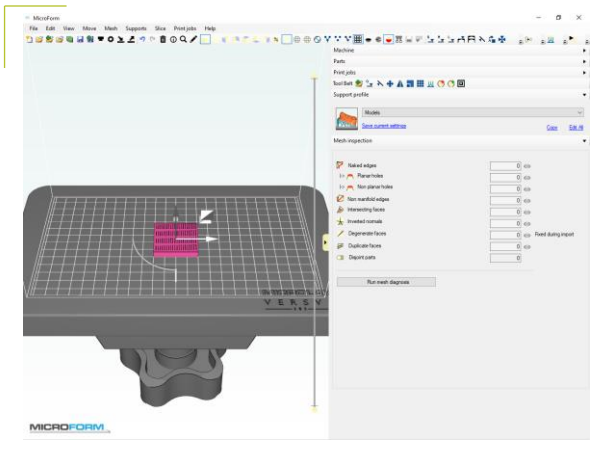 MicroForm
File Edit View Move Mesh Supports Slice Print jobs Help
Machine
Parts
Print jobs
Tool Belt
Support profile
Models
Save current settings
Copy Edit All
Mesh inspection
Naked edges 0
Planar holes 0
Non planar holes 0
Non manifold edges 0
Intersecting faces 0
Inverted normals 0
Degenerate faces 0 Fixed during import
Duplicate faces 0
Disjoint parts 0
Run mesh diagnosis
VERSV
MICROFORM